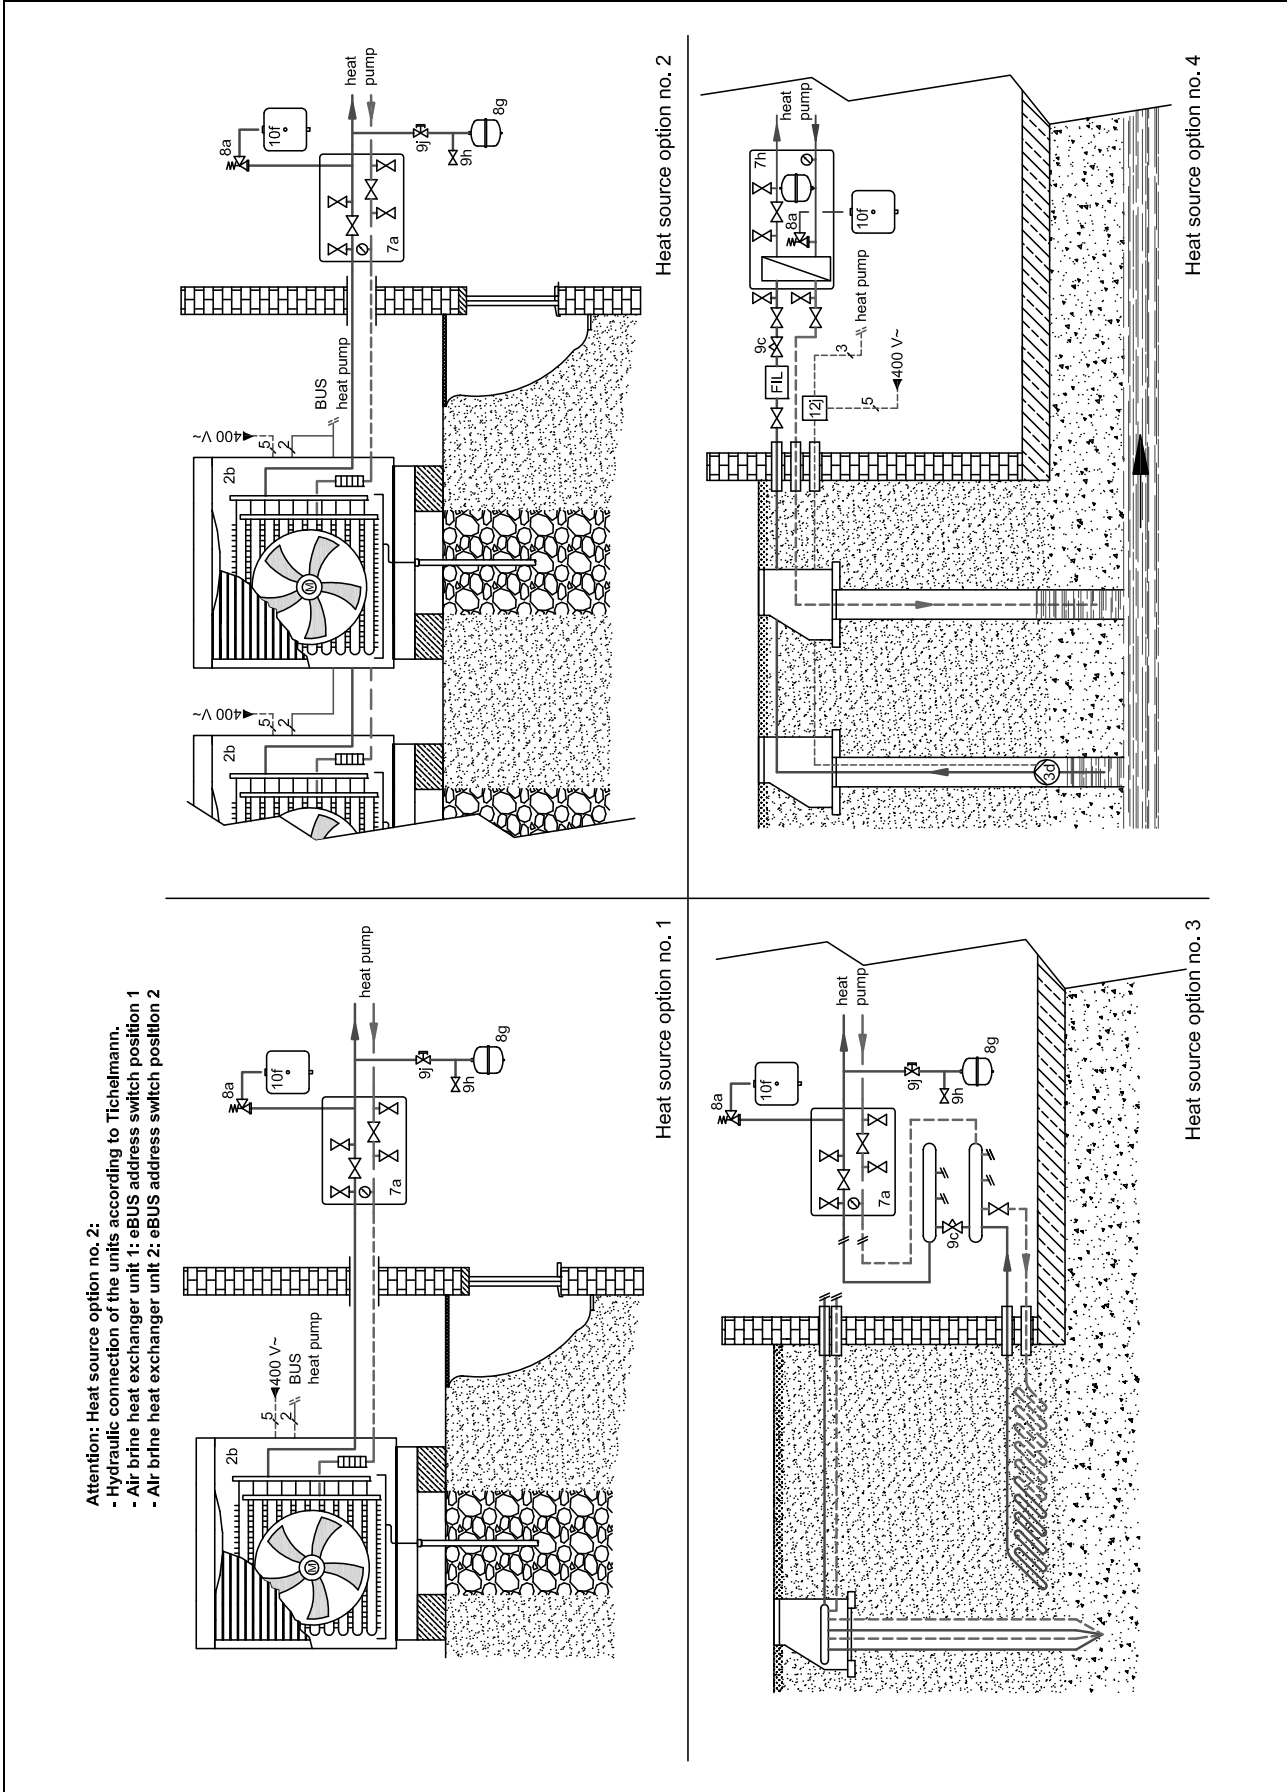 Attention: Heat source option no. 2:
- Hydraulic connection of the units according to Tichelmann.
- Air brine heat exchanger unit 1: eBUS address switch position 1
- Air brine heat exchanger unit 2: eBUS address switch position 2
2b
5
400 V~
2
BUS
heat pump
7a
8a
10f
heat pump
9j
9h
8g
Heat source option no. 1
2b
5
400 V~
2
2b
5
400 V~
2
BUS
heat pump
7a
8a
10f
heat
pump
9j
9h
8g
M
M
Heat source option no. 2
7a
8a
10f
heat
pump
9j
9h
8g
9c
Heat source option no. 3
3d
12j
FIL
9c
3
heat pump
5
400 V~
7h
8a
10f
heat
pump
Heat source option no. 4